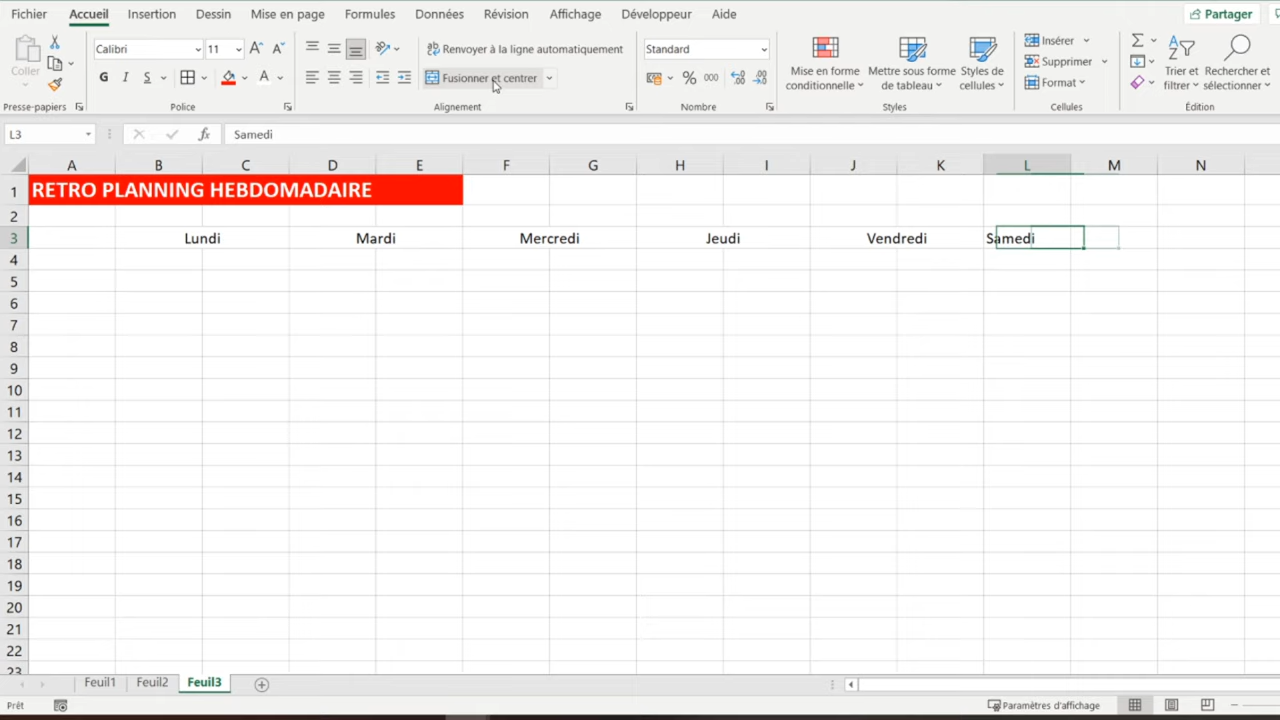 Fichier Accueil Insertion Dessin Mise en page Formules Données Révision Affichage Développeur Aide Partager
Coller
Calibri 11
G I S
Renvoyer à la ligne automatiquement
Fusionner et centrer
Standard
% 000
Mise en forme conditionnelle
Mettre sous forme de tableau
Styles de cellules
Insérer
Supprimer
Format
Trier et filtrer
Rechercher et sélectionner
Presse-papiers Police Alignement Nombre Styles Cellules Édition
L3 fx Samedi
A B C D E F G H I J K L M N
1 RETRO PLANNING HEBDOMADAIRE
2
3 Lundi Mardi Mercredi Jeudi Vendredi Samedi
4
5
6
7
8
9
10
11
12
13
14
15
16
17
18
19
20
21
22
23
Feuil1 Feuil2 Feuil3
Prêt Paramètres d'affichage